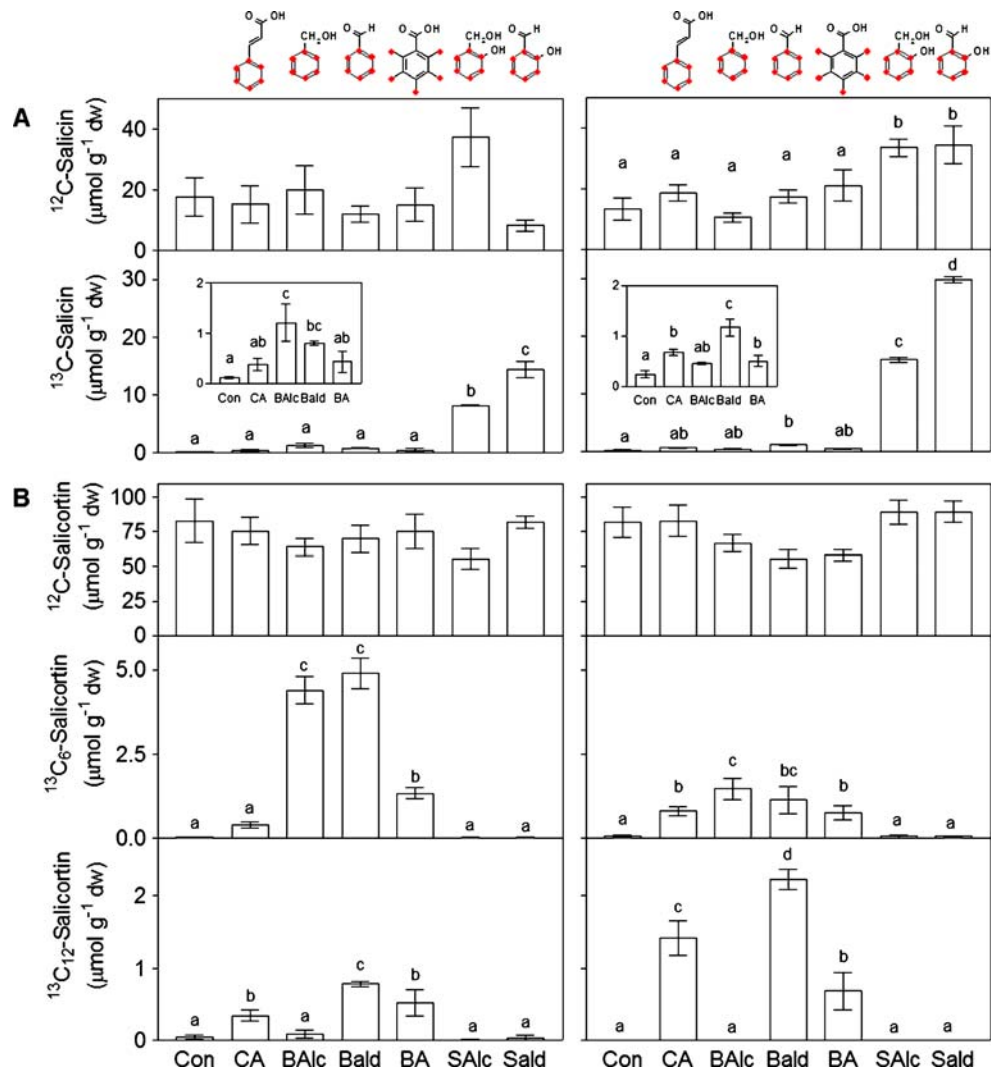 O OH
CH2OH
O H
O OH
CH2OH OH
O H OH
O OH
CH2OH
O H
O OH
CH2OH OH
O H OH
A
12C-Salicin
(μmol g-1 dw)
40
20
0
a a a a a b b
13C-Salicin
(μmol g-1 dw)
30
20
10
0
2
1
0
a ab c bc ab
Con CA BAlc Bald BA
a a a a a b c
2
1
0
a b ab c b
Con CA BAlc Bald BA
a ab ab b ab c d
B
12C-Salicortin
(μmol g-1 dw)
100
75
50
25
0
13C6-Salicortin
(μmol g-1 dw)
5.0
2.5
0.0
a a c c b a a
a b c bc b a a
13C12-Salicortin
(μmol g-1 dw)
2
1
0
a b a c b a a
a c a d b a a
Con CA BAlc Bald BA SAlc Sald
Con CA BAlc Bald BA SAlc Sald